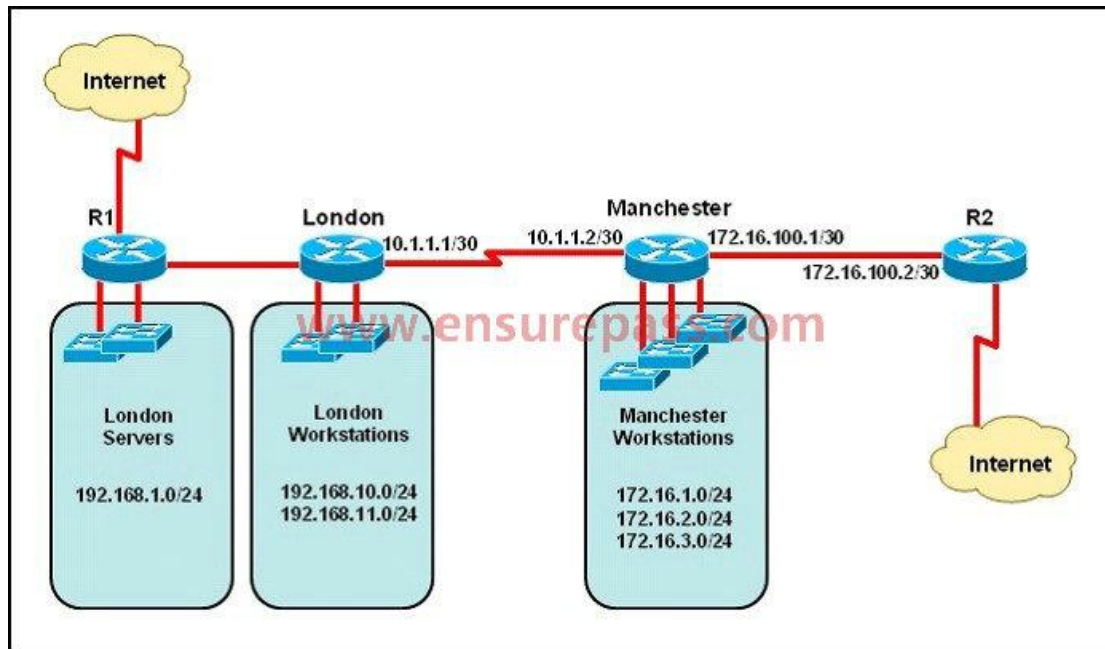 Internet
R1
London
Manchester
R2
10.1.1.1/30
10.1.1.2/30
172.16.100.1/30
172.16.100.2/30
www.ensurepass.com
London
Servers
192.168.1.0/24
London
Workstations
192.168.10.0/24
192.168.11.0/24
Manchester
Workstations
172.16.1.0/24
172.16.2.0/24
172.16.3.0/24
Internet